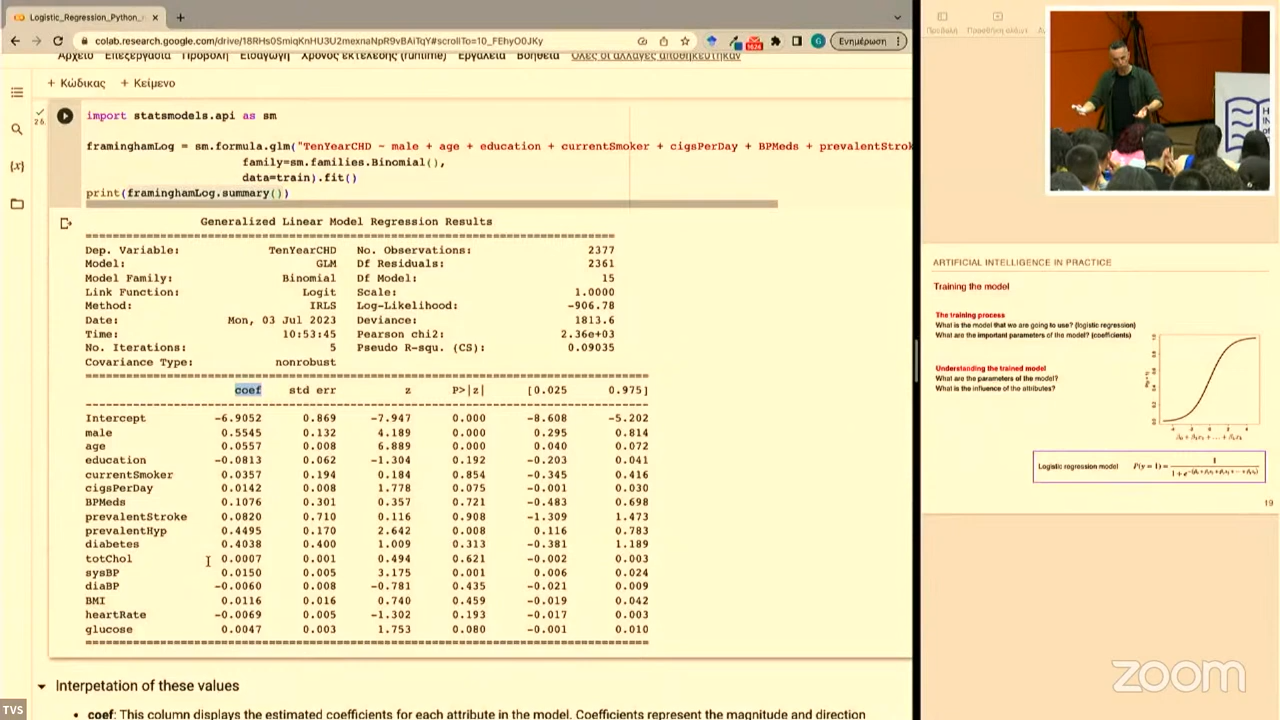 Logistic_Regression_Python_
colab.research.google.com/drive/18RHs0SmtqKnHU3U2mexnaNpR9vBAiTqY#scrollTo=10_FEhyO0JKy
1624
G
Ενημέρωση
Αρχείο Επεξεργασία Προβολή Εισαγωγή Χρόνος εκτέλεσης (runtime) Εργαλεία Βοήθεια Όλες οι αλλαγές αποθηκεύτηκαν
+ Κώδικας + Κείμενο
import statsmodels.api as sm
framinghamLog = sm.formula.glm("TenYearCHD ~ male + age + education + currentSmoker + cigsPerDay + BPMeds + prevalentStrok
family=sm.families.Binomial(),
data=train).fit()
print(framinghamLog.summary())
Generalized Linear Model Regression Results
Dep. Variable: TenYearCHD No. Observations: 2377
Model: GLM Df Residuals: 2361
Model Family: Binomial Df Model: 15
Link Function: Logit Scale: 1.0000
Method: IRLS Log-Likelihood: -906.78
Date: Mon, 03 Jul 2023 Deviance: 1813.6
Time: 10:53:45 Pearson chi2: 2.36e+03
No. Iterations: 5 Pseudo R-squ. (CS): 0.09035
Covariance Type: nonrobust
coef std err z P>|z| [0.025 0.975]
Intercept -6.9052 0.869 -7.947 0.000 -8.608 -5.202
male 0.5545 0.132 4.189 0.000 0.295 0.814
age 0.0557 0.008 6.889 0.000 0.040 0.072
education -0.0813 0.062 -1.304 0.192 -0.203 0.041
currentSmoker 0.0357 0.194 0.184 0.854 -0.345 0.416
cigsPerDay 0.0142 0.008 1.778 0.075 -0.001 0.030
BPMeds 0.1076 0.301 0.357 0.721 -0.483 0.698
prevalentStroke 0.0820 0.710 0.116 0.908 -1.309 1.473
prevalentHyp 0.4495 0.170 2.642 0.008 0.116 0.783
diabetes 0.4038 0.400 1.009 0.313 -0.381 1.189
totChol 0.0007 0.001 0.494 0.621 -0.002 0.003
sysBP 0.0150 0.005 3.175 0.001 0.006 0.024
diaBP -0.0060 0.008 -0.781 0.435 -0.021 0.009
BMI 0.0116 0.016 0.740 0.459 -0.019 0.042
heartRate -0.0069 0.005 -1.302 0.193 -0.017 0.003
glucose 0.0047 0.003 1.753 0.080 -0.001 0.010
Interpetation of these values
• coef: This column displays the estimated coefficients for each attribute in the model. Coefficients represent the magnitude and direction
TVS
Προβολή Προσθήκη
ARTIFICIAL INTELLIGENCE IN PRACTICE
Training the model
The training process
What is the model that we are going to use? (logistic regression)
What are the important parameters of the model? (coefficients)
Understanding the trained model
What are the parameters of the model?
What is the influence of the attributes?
-4 -2 0 2 4
β₀ + β₁x₁ + ... + βₖxₖ
Logistic regression model P(y = 1) = 1 / 1 + e^-(β₀+β₁x₁+β₂x₂+···+βₖxₖ)
19
zoom